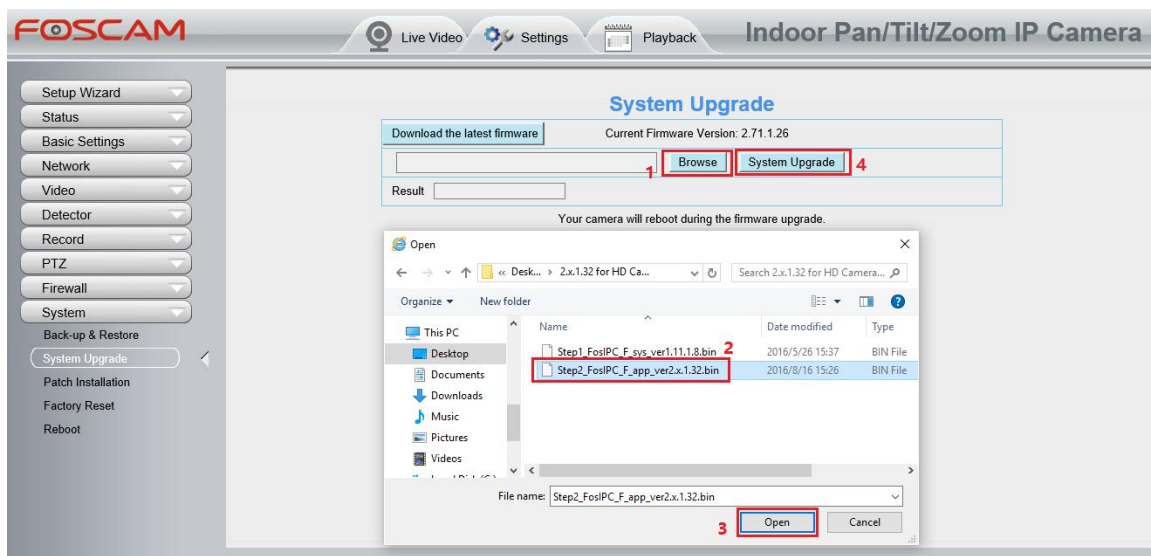 FOSCAM
Live Video Settings Playback Indoor Pan/Tilt/Zoom IP Camera
Setup Wizard
Status
Basic Settings
Network
Video
Detector
Record
PTZ
Firewall
System
Back-up & Restore
System Upgrade
Patch Installation
Factory Reset
Reboot
System Upgrade
Download the latest firmware Current Firmware Version: 2.71.1.26
1 Browse System Upgrade 4
Result
Your camera will reboot during the firmware upgrade.
Open
« Desk... › 2.x.1.32 for HD Ca... Search 2.x.1.32 for HD Camera...
Organize New folder
This PC
Desktop
Documents
Downloads
Music
Pictures
Videos
Name Date modified Type
Step1_FosIPC_F_sys_ver1.11.1.8.bin 2 2016/5/26 15:37 BIN File
Step2_FosIPC_F_app_ver2.x.1.32.bin 2016/8/16 15:26 BIN File
File name: Step2_FosIPC_F_app_ver2.x.1.32.bin
3 Open Cancel